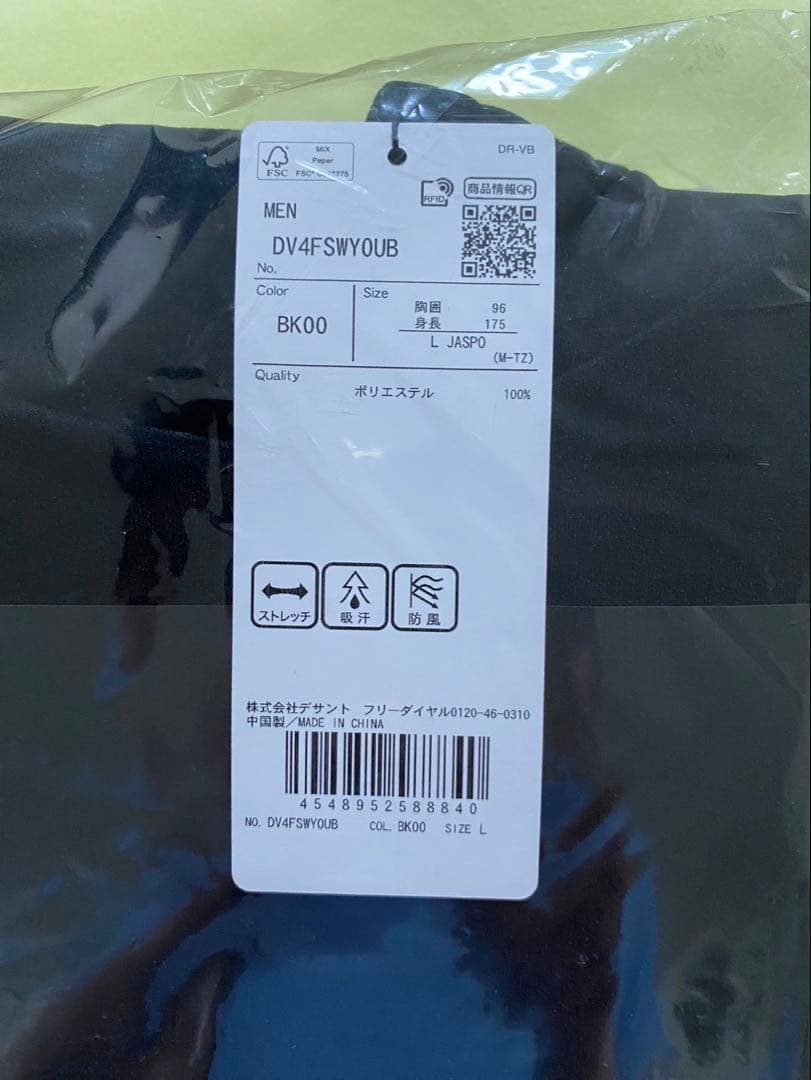 DR-VB
MIX
Paper
FSC
RFID
商品情報QR
MEN
DV4FSWY0UB
No.
Color
BK00
Size
胸囲 96
身長 175
L JASPO
(M-TZ)
Quality
ポリエステル 100%
ストレッチ
吸汗
防風
株式会社デサント フリーダイヤル0120-46-0310
中国製/MADE IN CHINA
4548952588840
NO. DV4FSWY0UB COL. BK00 SIZE L